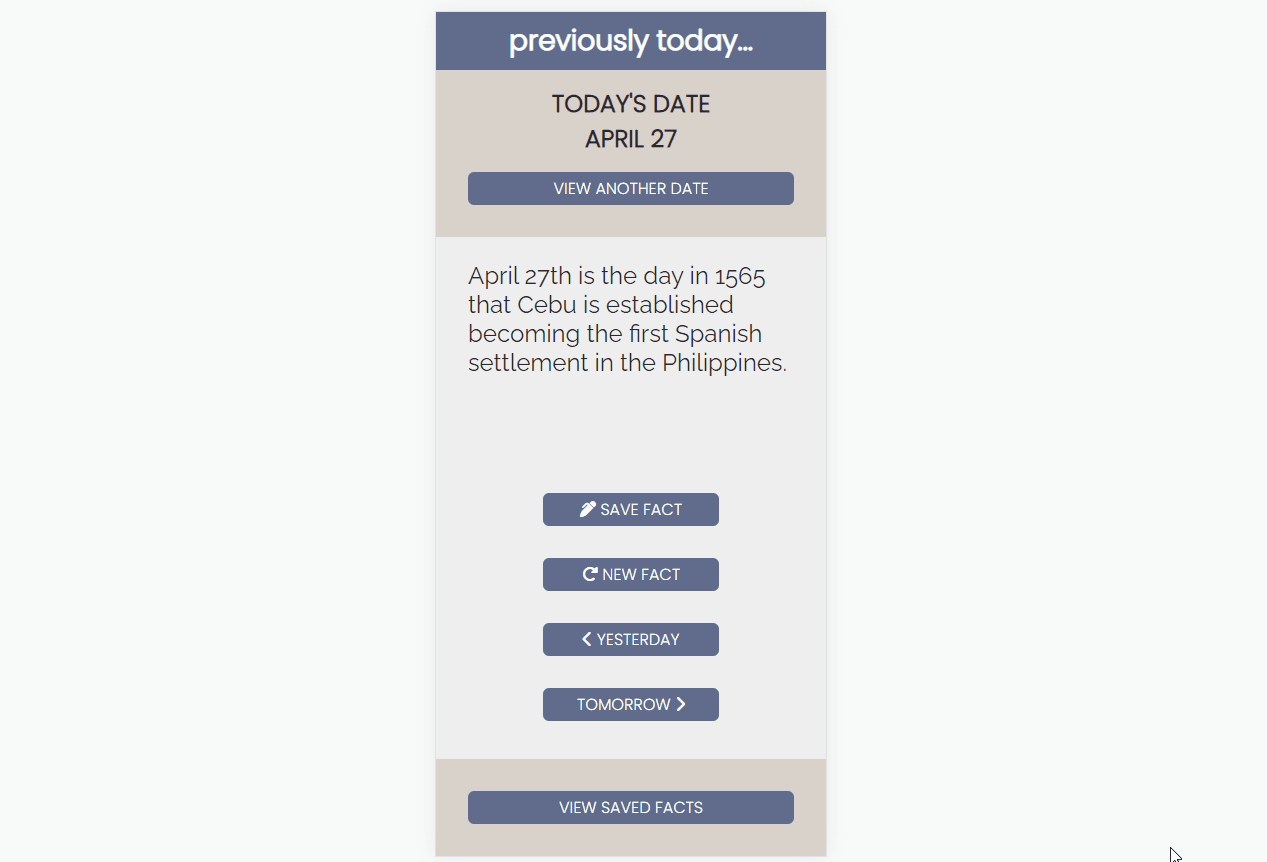 previously today...
TODAY'S DATE
APRIL 27
VIEW ANOTHER DATE
April 27th is the day in 1565
that Cebu is established
becoming the first Spanish
settlement in the Philippines.
SAVE FACT
NEW FACT
YESTERDAY
TOMORROW
VIEW SAVED FACTS